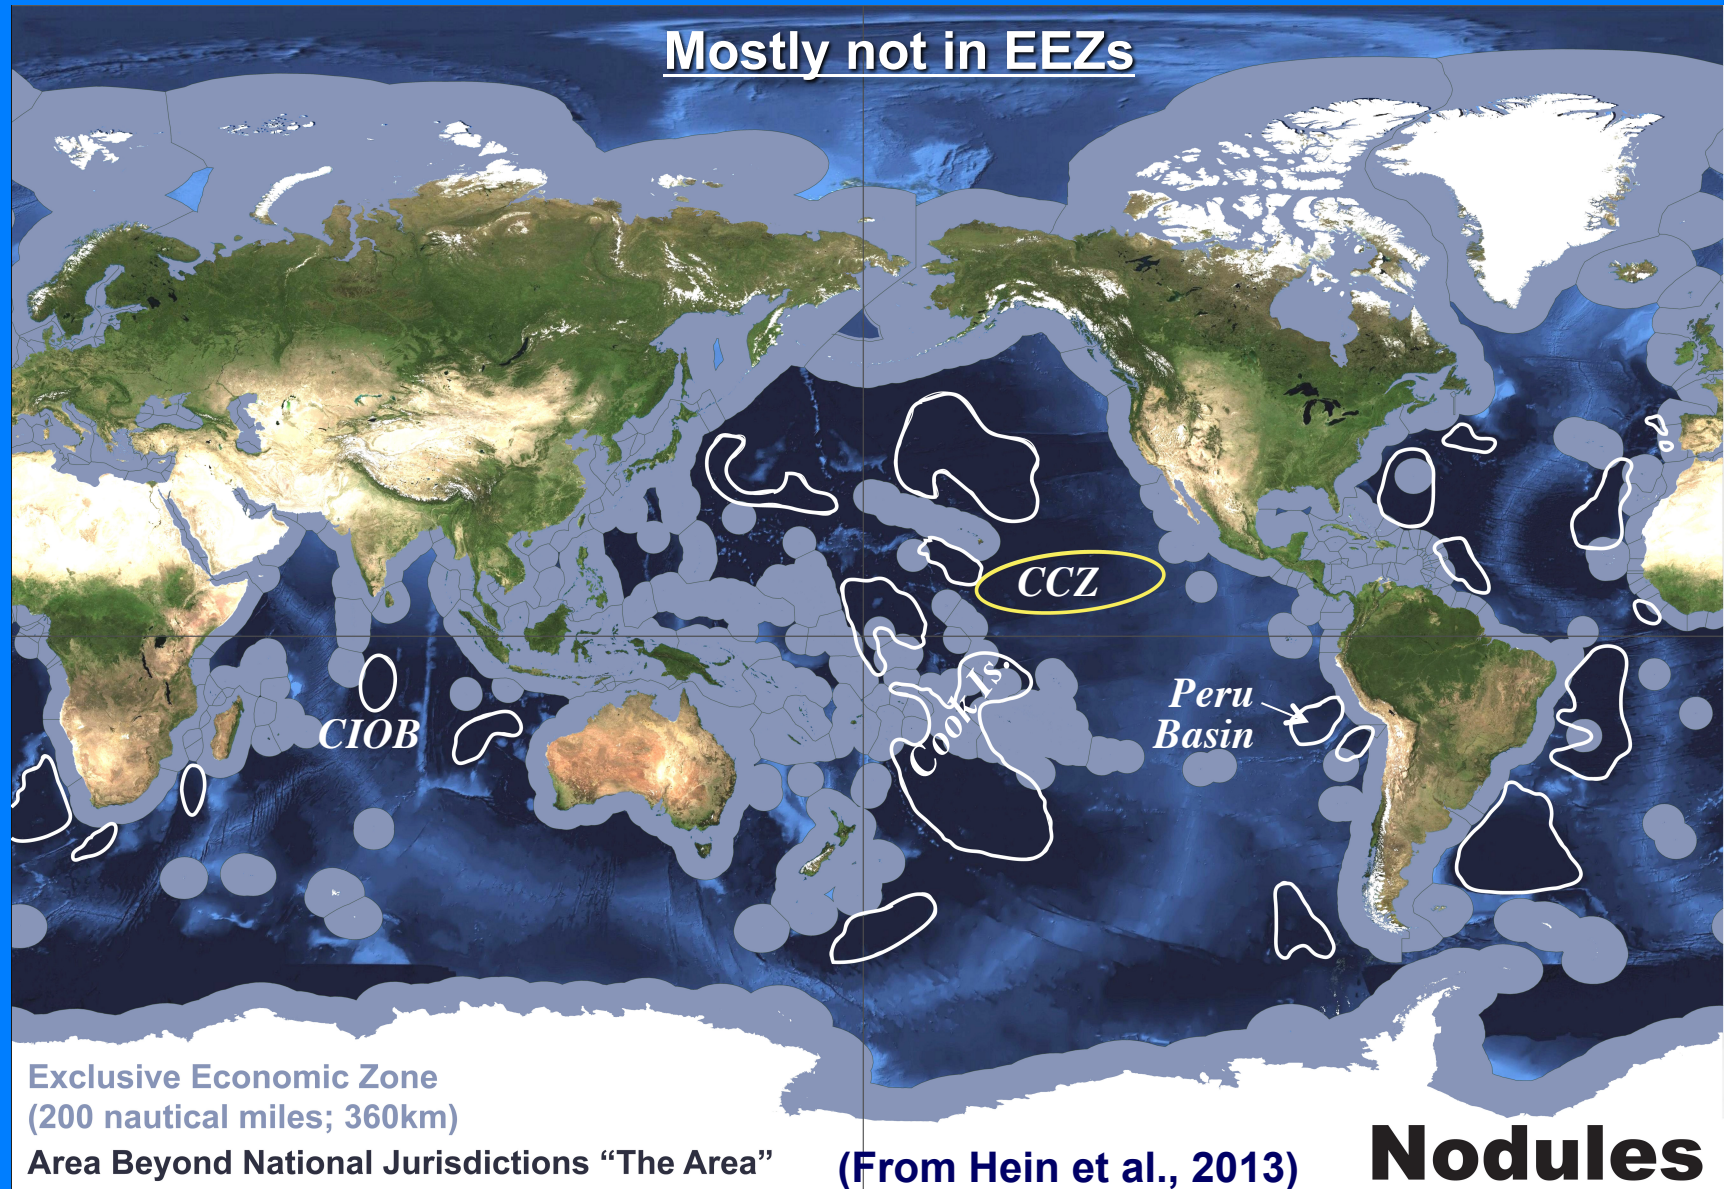 Mostly not in EEZs
CCZ
Cook Is.
Peru
Basin
CIOB
Exclusive Economic Zone
(200 nautical miles; 360km)
Area Beyond National Jurisdictions “The Area”
(From Hein et al., 2013)
Nodules